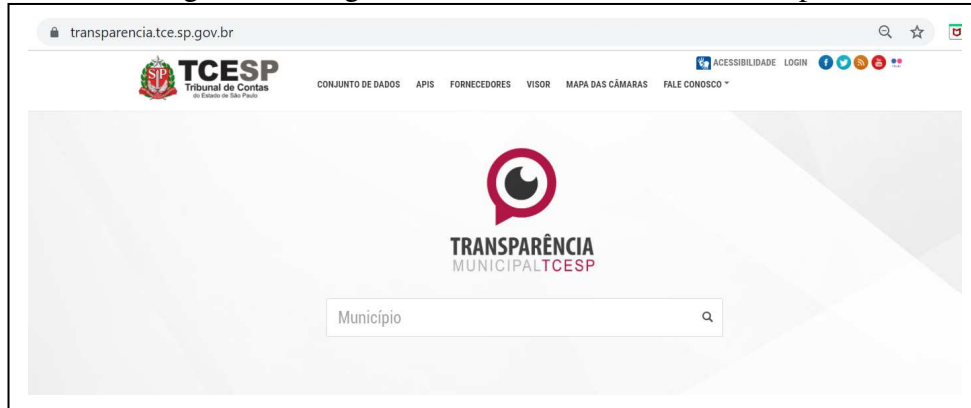 transparencia.tce.sp.gov.br
TCESP
Tribunal de Contas
do Estado de São Paulo
ACESSIBILIDADE LOGIN
CONJUNTO DE DADOS APIS FORNECEDORES VISOR MAPA DAS CÂMARAS FALE CONOSCO
TRANSPARÊNCIA
MUNICIPALTCESP
Município